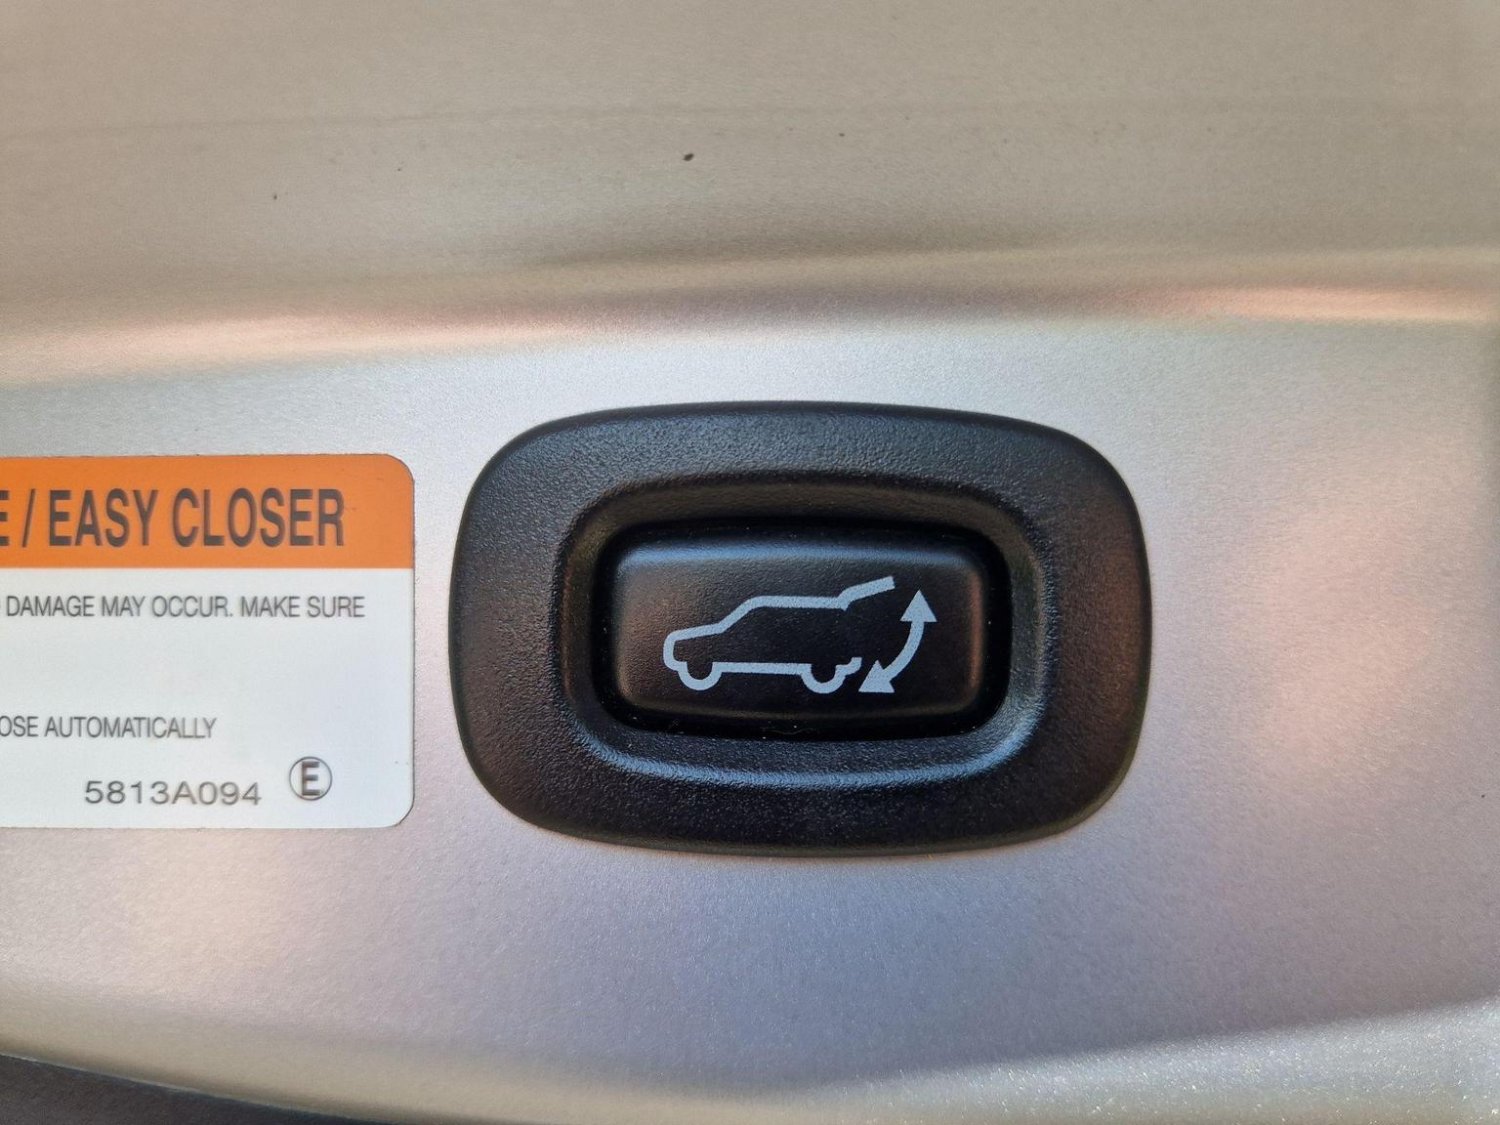 / EASY CLOSER
DAMAGE MAY OCCUR. MAKE SURE
OSE AUTOMATICALLY
5813A094 E